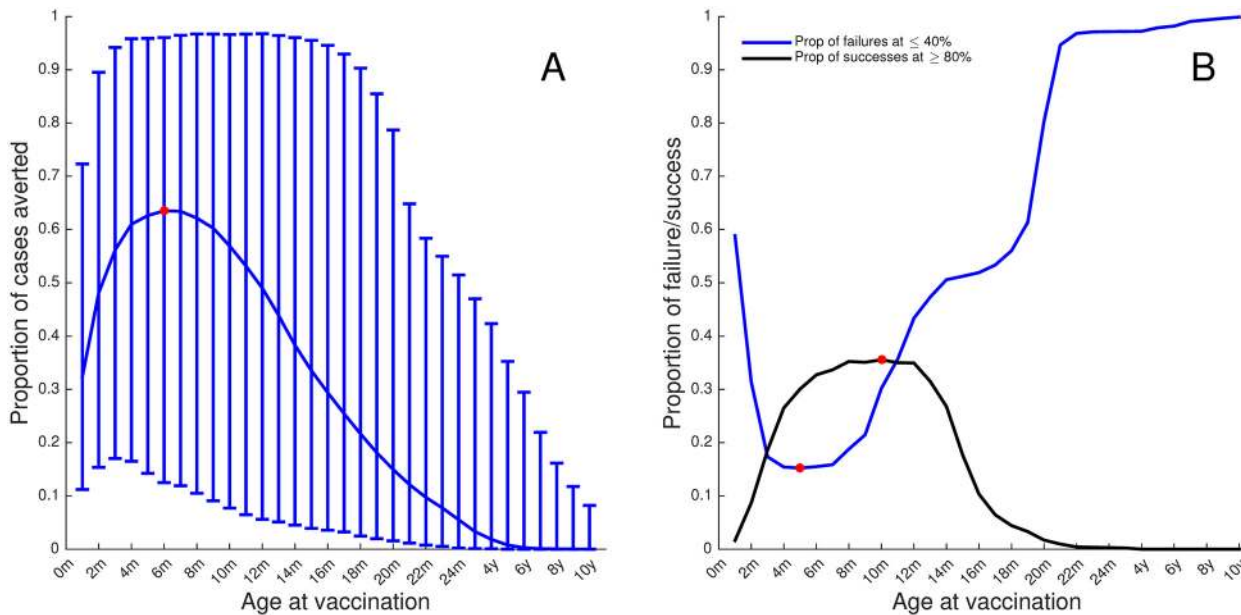 A
Proportion of cases averted
1
0.9
0.8
0.7
0.6
0.5
0.4
0.3
0.2
0.1
0
0m 2m 4m 6m 8m 10m 12m 14m 16m 18m 20m 22m 24m 4y 6y 8y 10y
Age at vaccination
B
Prop of failures at ≤ 40%
Prop of successes at ≥ 80%
Proportion of failure/success
1
0.9
0.8
0.7
0.6
0.5
0.4
0.3
0.2
0.1
0
0m 2m 4m 6m 8m 10m 12m 14m 16m 18m 20m 22m 24m 4y 6y 8y 10y
Age at vaccination